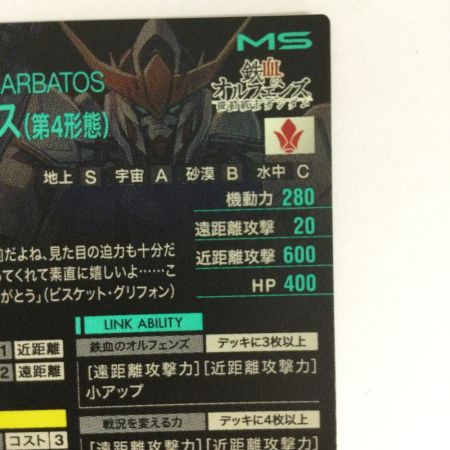 MS
ARBATOS
鉄血の
オルフェンズ
機動戦士ガンダム
ス(第4形態)
地上 S 宇宙 A 砂漠 B 水中 C
機動力 280
遠距離攻撃 20
近距離攻撃 600
HP 400
だよね、見た目の迫力も十分だ
ってくれて素直に嬉しいよ……こ
がとう」(ビスケット・グリフォン)
LINK ABILITY
1 近距離
2 遠距離
鉄血のオルフェンズ デッキに3枚以上
[遠距離攻撃力][近距離攻撃力]
小アップ
戦況を変える力 デッキに4枚以上
コスト 3
[遠距離攻撃力][近距離攻撃力]